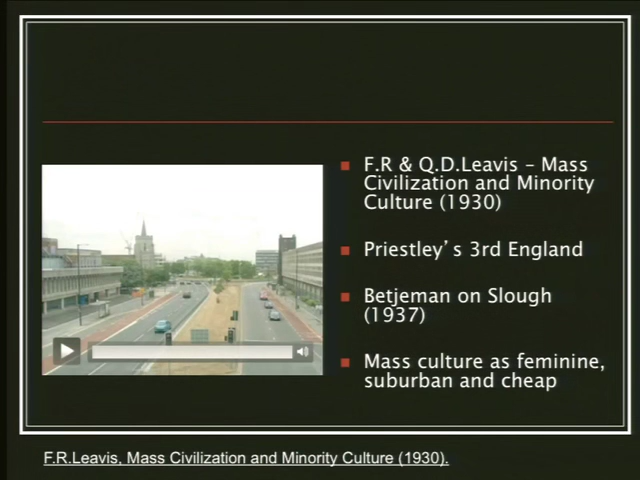 F.R & Q.D.Leavis – Mass
Civilization and Minority
Culture (1930)
Priestley’s 3rd England
Betjeman on Slough
(1937)
Mass culture as feminine,
suburban and cheap
F.R.Leavis, Mass Civilization and Minority Culture (1930).